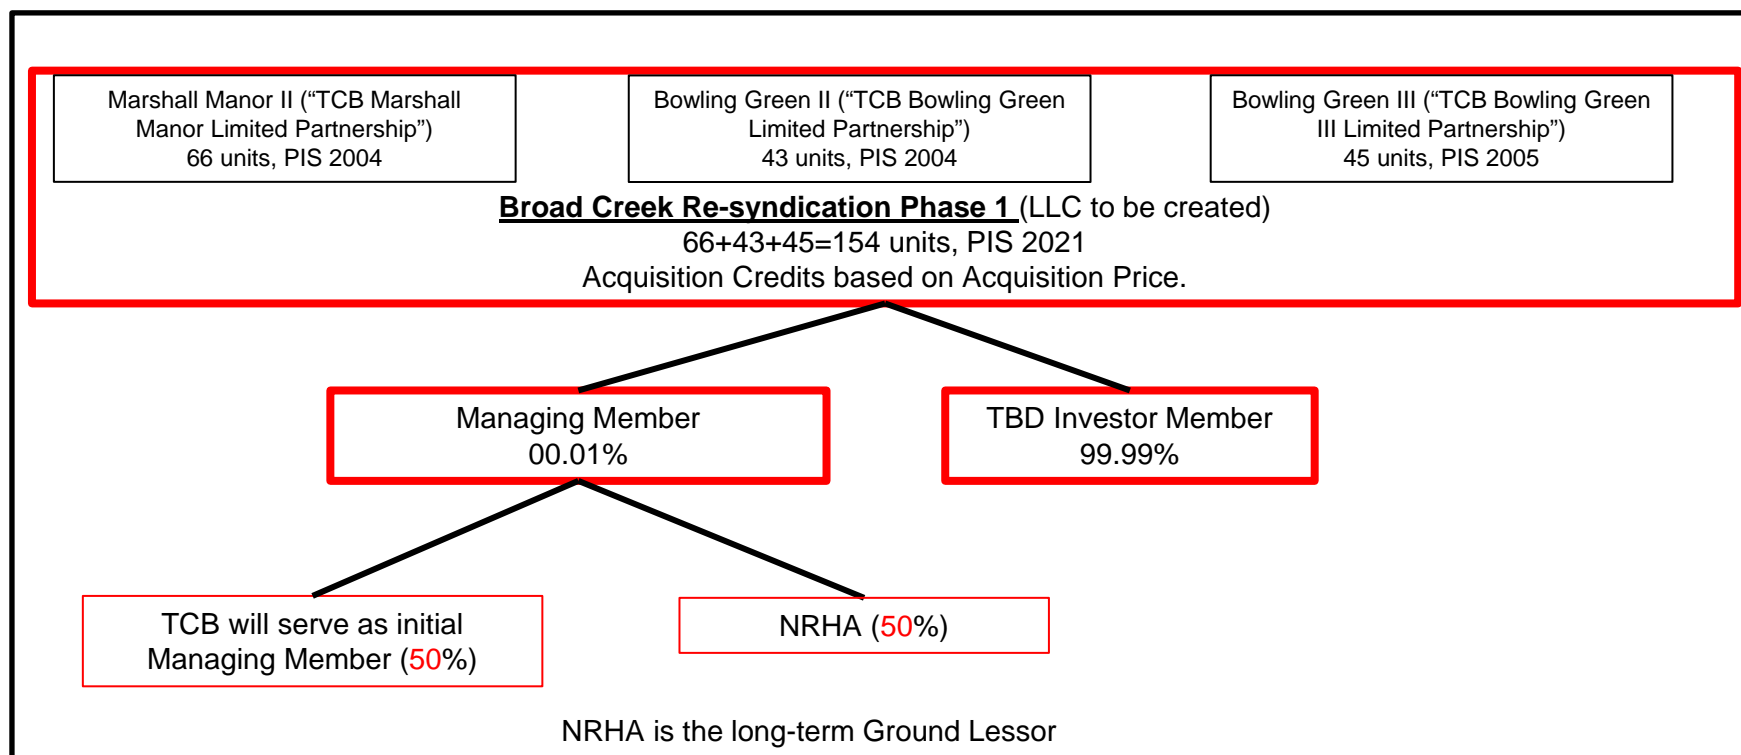 Marshall Manor II (“TCB Marshall
Manor Limited Partnership”)
66 units, PIS 2004
Bowling Green II (“TCB Bowling Green
Limited Partnership”)
43 units, PIS 2004
Bowling Green III (“TCB Bowling Green
III Limited Partnership”)
45 units, PIS 2005
Broad Creek Re-syndication Phase 1 (LLC to be created)
66+43+45=154 units, PIS 2021
Acquisition Credits based on Acquisition Price.
Managing Member
00.01%
TBD Investor Member
99.99%
TCB will serve as initial
Managing Member (50%)
NRHA (50%)
NRHA is the long-term Ground Lessor